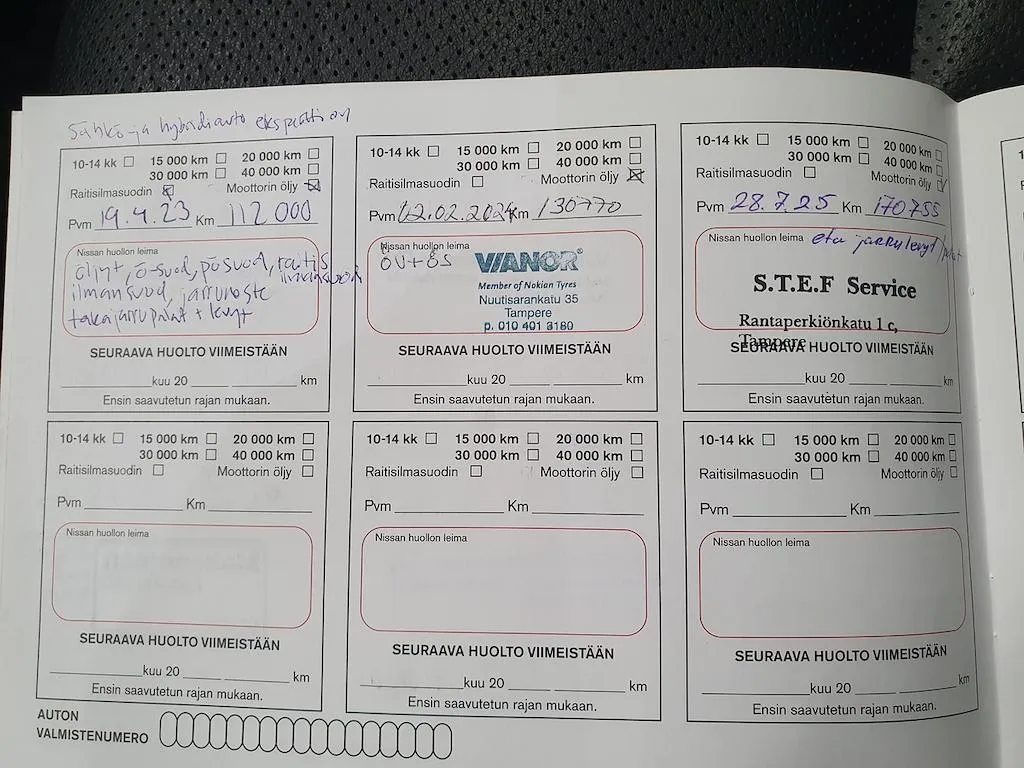 Sähkö ja hybridiauto ekspertit oy
10-14 kk ☐ 15 000 km ☐ 20 000 km ☐
30 000 km ☐ 40 000 km ☐
Raitisilmasuodin ☒ Moottorin öljy ☒
Pvm 19.4.23 Km 112 000
Nissan huollon leima
öljyt, ö-suod, pösuod, raitis
ilmansuod, jarruneste
takajarrupalat + levyt
SEURAAVA HUOLTO VIIMEISTÄÄN
kuu 20 km
Ensin saavutetun rajan mukaan.
10-14 kk ☐ 15 000 km ☐ 20 000 km ☐
30 000 km ☐ 40 000 km ☐
Raitisilmasuodin ☐ Moottorin öljy ☒
Pvm 02.02.2024 Km 130770
Nissan huollon leima
ÖV+ÖS
VIANOR®
Member of Nokian Tyres
Nuutisarankatu 35
Tampere
p. 010 401 3180
SEURAAVA HUOLTO VIIMEISTÄÄN
kuu 20 km
Ensin saavutetun rajan mukaan.
10-14 kk ☐ 15 000 km ☐ 20 000 km ☐
30 000 km ☐ 40 000 km ☐
Raitisilmasuodin ☐ Moottorin öljy ☑
Pvm 28.7.25 Km 170755
Nissan huollon leima
eta jarrulevyt/palat
S.T.E.F Service
Rantaperkiönkatu 1 c,
Tampere
SEURAAVA HUOLTO VIIMEISTÄÄN
kuu 20 km
Ensin saavutetun rajan mukaan.
10-14 kk ☐ 15 000 km ☐ 20 000 km ☐
30 000 km ☐ 40 000 km ☐
Raitisilmasuodin ☐ Moottorin öljy ☐
Pvm Km
Nissan huollon leima
SEURAAVA HUOLTO VIIMEISTÄÄN
kuu 20 km
Ensin saavutetun rajan mukaan.
10-14 kk ☐ 15 000 km ☐ 20 000 km ☐
30 000 km ☐ 40 000 km ☐
Raitisilmasuodin ☐ Moottorin öljy ☐
Pvm Km
Nissan huollon leima
SEURAAVA HUOLTO VIIMEISTÄÄN
kuu 20 km
Ensin saavutetun rajan mukaan.
10-14 kk ☐ 15 000 km ☐ 20 000 km ☐
30 000 km ☐ 40 000 km ☐
Raitisilmasuodin ☐ Moottorin öljy ☐
Pvm Km
Nissan huollon leima
SEURAAVA HUOLTO VIIMEISTÄÄN
kuu 20 km
Ensin saavutetun rajan mukaan.
AUTON
VALMISTENUMERO